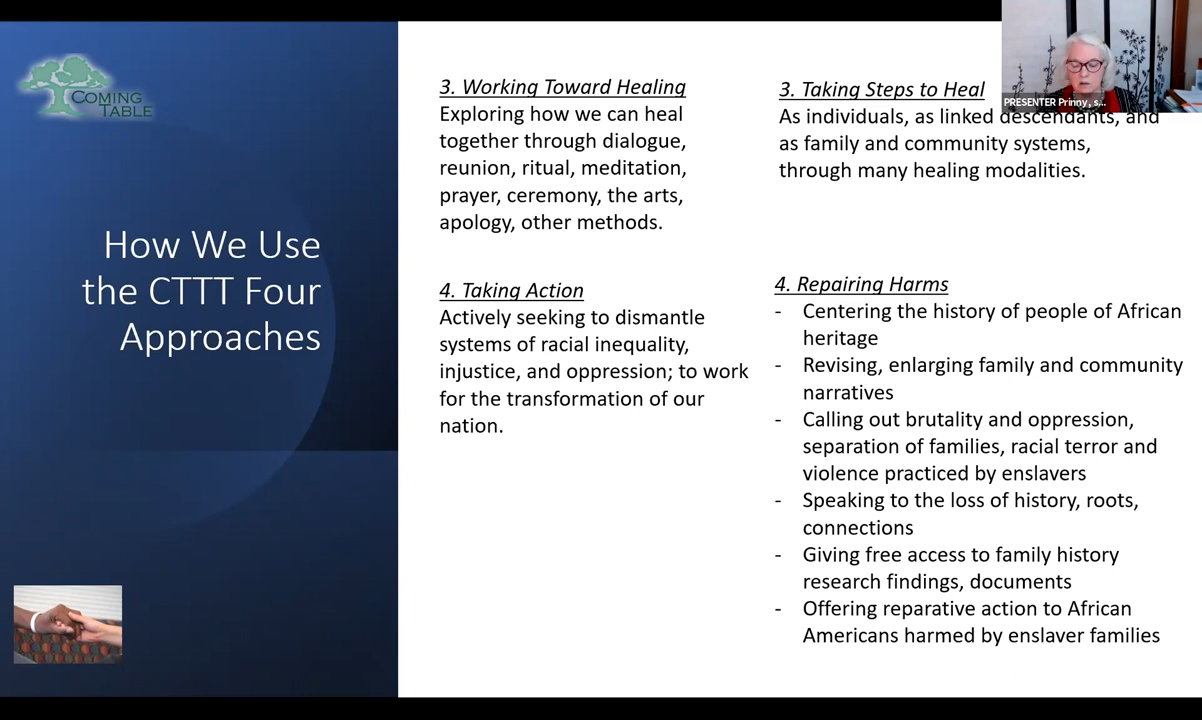 COMING
TABLE
How We Use
the CTTT Four
Approaches
3. Working Toward Healing
Exploring how we can heal
together through dialogue,
reunion, ritual, meditation,
prayer, ceremony, the arts,
apology, other methods.
4. Taking Action
Actively seeking to dismantle
systems of racial inequality,
injustice, and oppression; to work
for the transformation of our
nation.
3. Taking Steps to Heal
As individuals, as linked descendants, and
as family and community systems,
through many healing modalities.
4. Repairing Harms
- Centering the history of people of African
heritage
- Revising, enlarging family and community
narratives
- Calling out brutality and oppression,
separation of families, racial terror and
violence practiced by enslavers
- Speaking to the loss of history, roots,
connections
- Giving free access to family history
research findings, documents
- Offering reparative action to African
Americans harmed by enslaver families
PRESENTER Prinny, s...